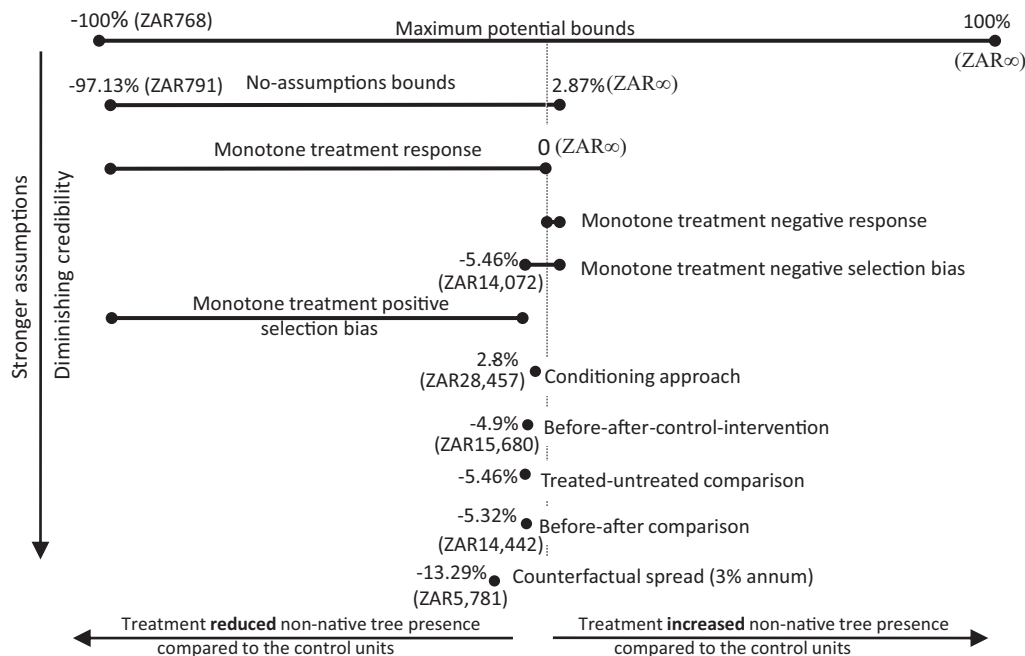 -100% (ZAR768)
Maximum potential bounds
100%
(ZAR∞)
-97.13% (ZAR791)
No-assumptions bounds
2.87%(ZAR∞)
Monotone treatment response
0 (ZAR∞)
Monotone treatment negative response
-5.46%
(ZAR14,072)
Monotone treatment negative selection bias
Monotone treatment positive
selection bias
2.8%
(ZAR28,457)
Conditioning approach
-4.9%
(ZAR15,680)
Before-after-control-intervention
-5.46%
Treated-untreated comparison
-5.32%
(ZAR14,442)
Before-after comparison
-13.29%
(ZAR5,781)
Counterfactual spread (3% annum)
Stronger assumptions
Diminishing credibility
Treatment reduced non-native tree presence
compared to the control units
Treatment increased non-native tree presence
compared to the control units